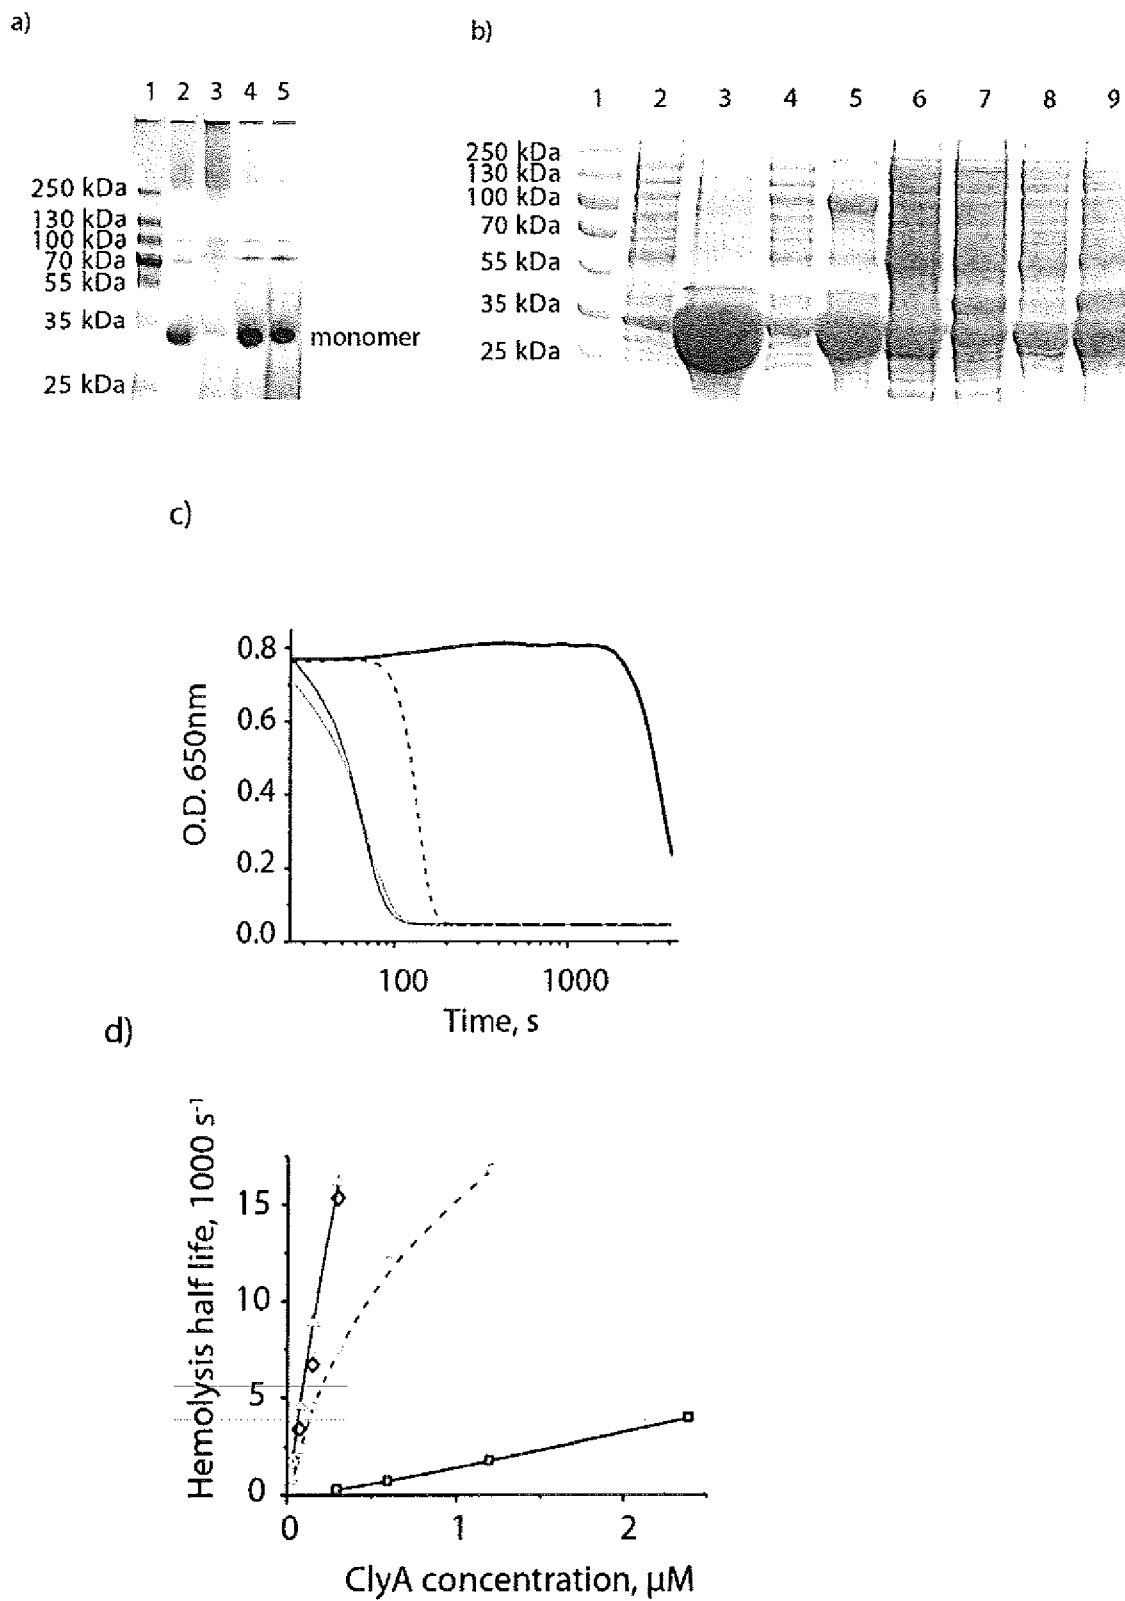 a)
1 2 3 4 5
250 kDa
130 kDa
100 kDa
70 kDa
55 kDa
35 kDa
25 kDa
monomer
b)
1 2 3 4 5 6 7 8 9
250 kDa
130 kDa
100 kDa
70 kDa
55 kDa
35 kDa
25 kDa
c)
O.D. 650nm
0.8
0.6
0.4
0.2
0.0
100 1000
Time, s
d)
Hemolysis half life, 1000 s⁻¹
15
10
5
0
0 1 2
ClyA concentration, µM